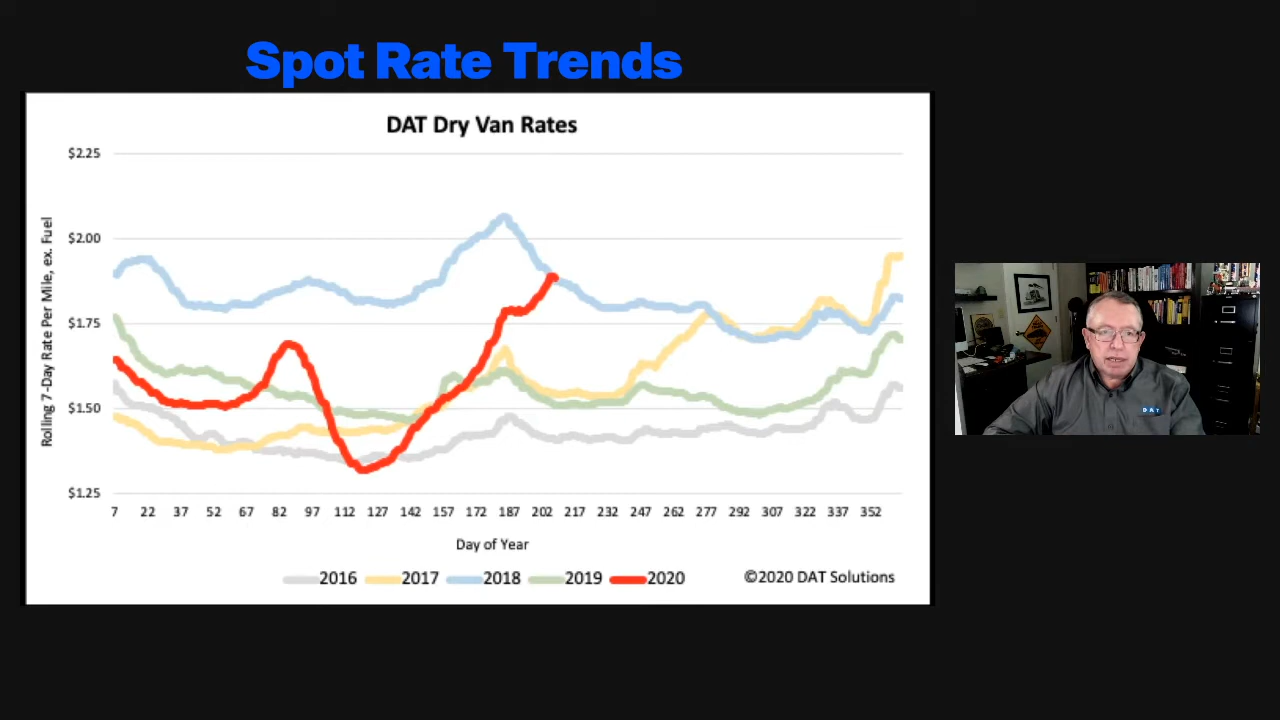 Spot Rate Trends
DAT Dry Van Rates
Rolling 7-Day Rate Per Mile, ex. Fuel
$2.25
$2.00
$1.75
$1.50
$1.25
7 22 37 52 67 82 97 112 127 142 157 172 187 202 217 232 247 262 277 292 307 322 337 352
Day of Year
2016 2017 2018 2019 2020
©2020 DAT Solutions
DAT